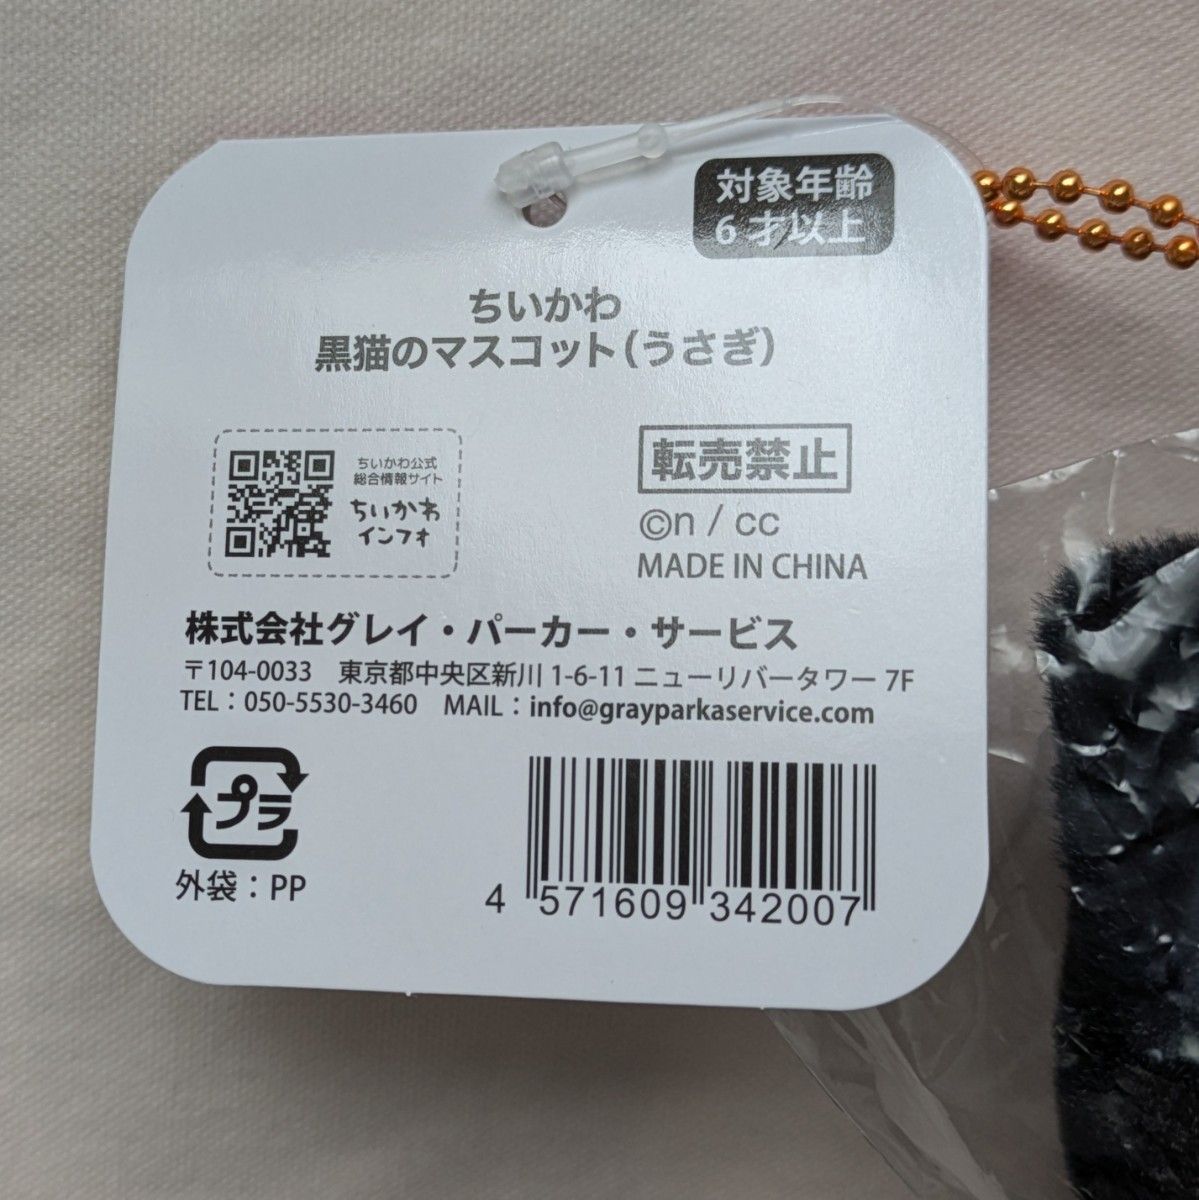 対象年齢
6才以上
ちいかわ
黒猫のマスコット(うさぎ)
ちいかわ公式
総合情報サイト
ちいかわ
インフォ
転売禁止
©n / cc
MADE IN CHINA
株式会社グレイ・パーカー・サービス
〒104-0033 東京都中央区新川 1-6-11 ニューリバータワー 7F
TEL：050-5530-3460 MAIL：info@grayparkaservice.com
プラ
外袋：PP
4 571609 342007